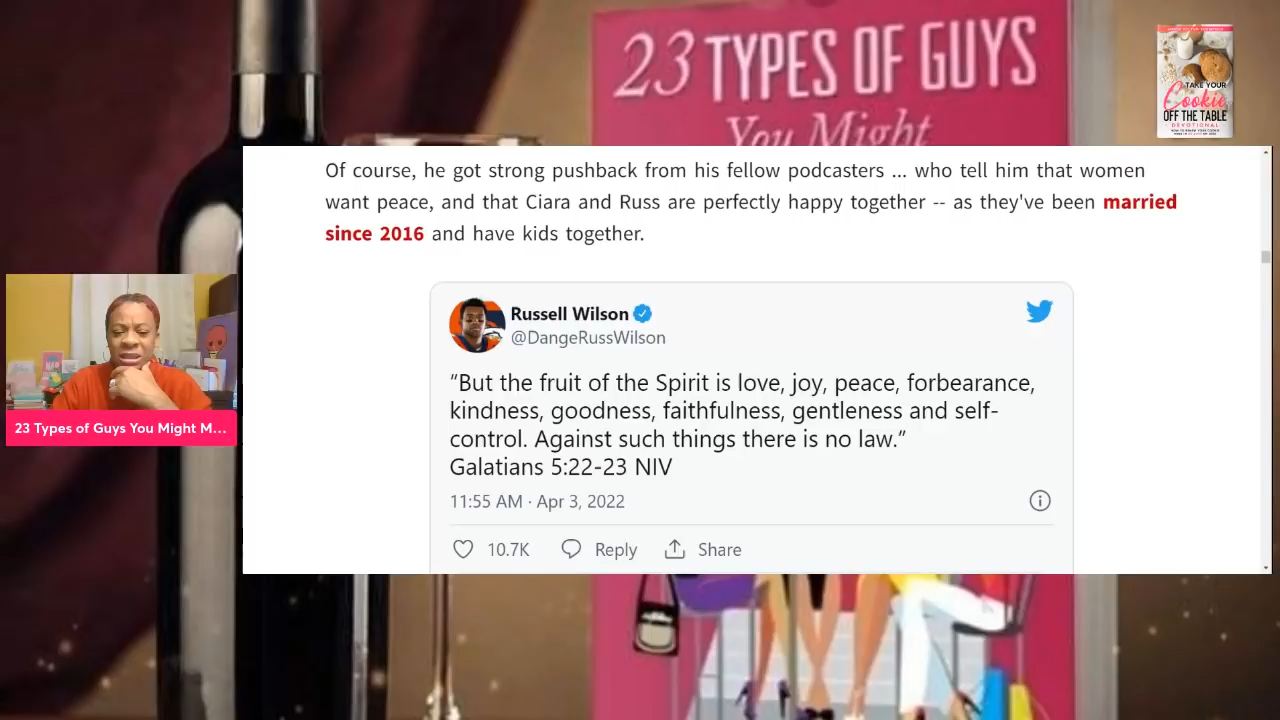 23 TYPES OF GUYS
You Might
TAKE YOUR
Cookie
OFF THE TABLE
DEVOTIONAL
Of course, he got strong pushback from his fellow podcasters ... who tell him that women
want peace, and that Ciara and Russ are perfectly happy together -- as they've been married
since 2016 and have kids together.
Russell Wilson
@DangeRussWilson
“But the fruit of the Spirit is love, joy, peace, forbearance,
kindness, goodness, faithfulness, gentleness and self-
control. Against such things there is no law.”
Galatians 5:22-23 NIV
11:55 AM · Apr 3, 2022
10.7K Reply Share
23 Types of Guys You Might M...